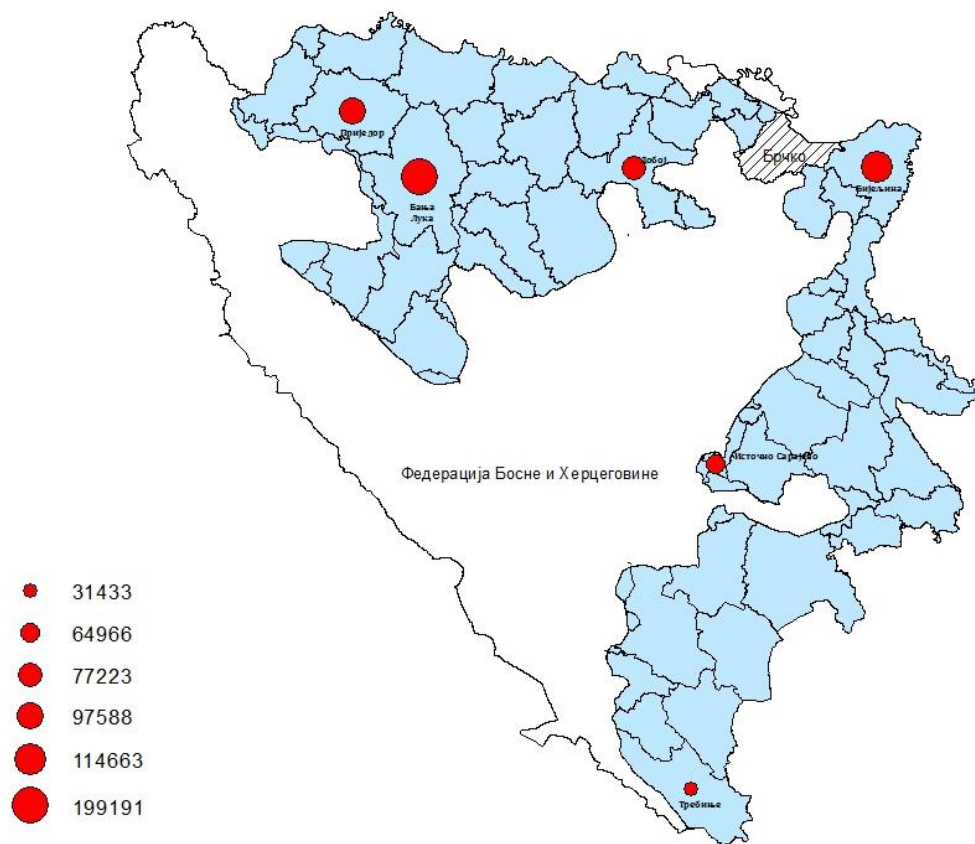 Приједор
Бања
Лука
Добој
Брчко
Бијељина
Федерација Босне и Херцеговине
Источно Сарајево
Требиње
31433
64966
77223
97588
114663
199191